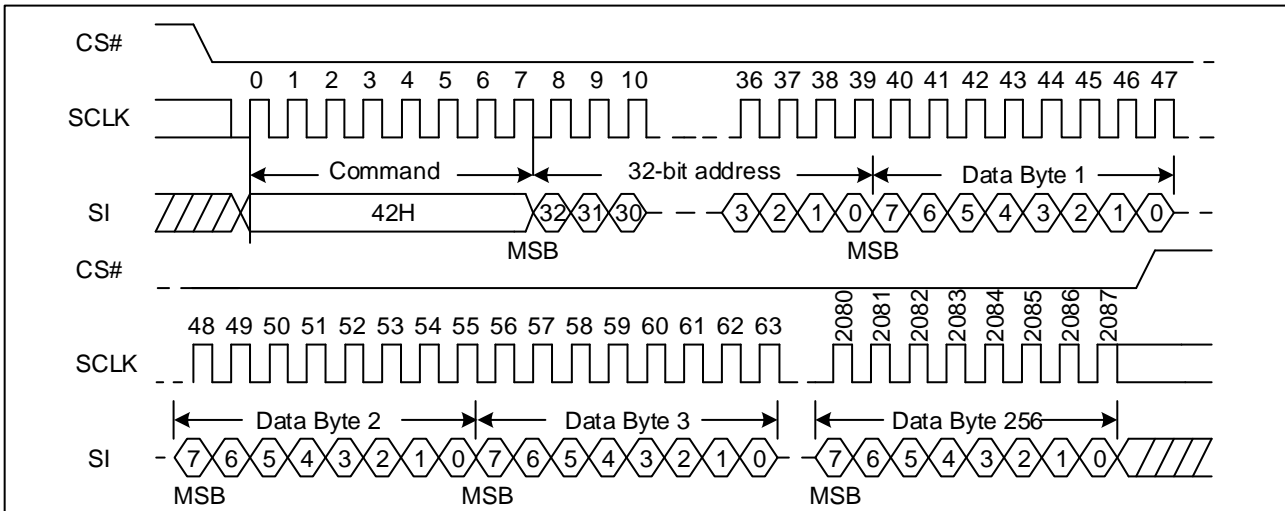 CS#
0 1 2 3 4 5 6 7 8 9 10 36 37 38 39 40 41 42 43 44 45 46 47
SCLK
Command 32-bit address Data Byte 1
SI 42H 32 31 30 3 2 1 0 7 6 5 4 3 2 1 0
MSB MSB
CS#
48 49 50 51 52 53 54 55 56 57 58 59 60 61 62 63 2080 2081 2082 2083 2084 2085 2086 2087
SCLK
Data Byte 2 Data Byte 3 Data Byte 256
SI 7 6 5 4 3 2 1 0 7 6 5 4 3 2 1 0 7 6 5 4 3 2 1 0
MSB MSB MSB